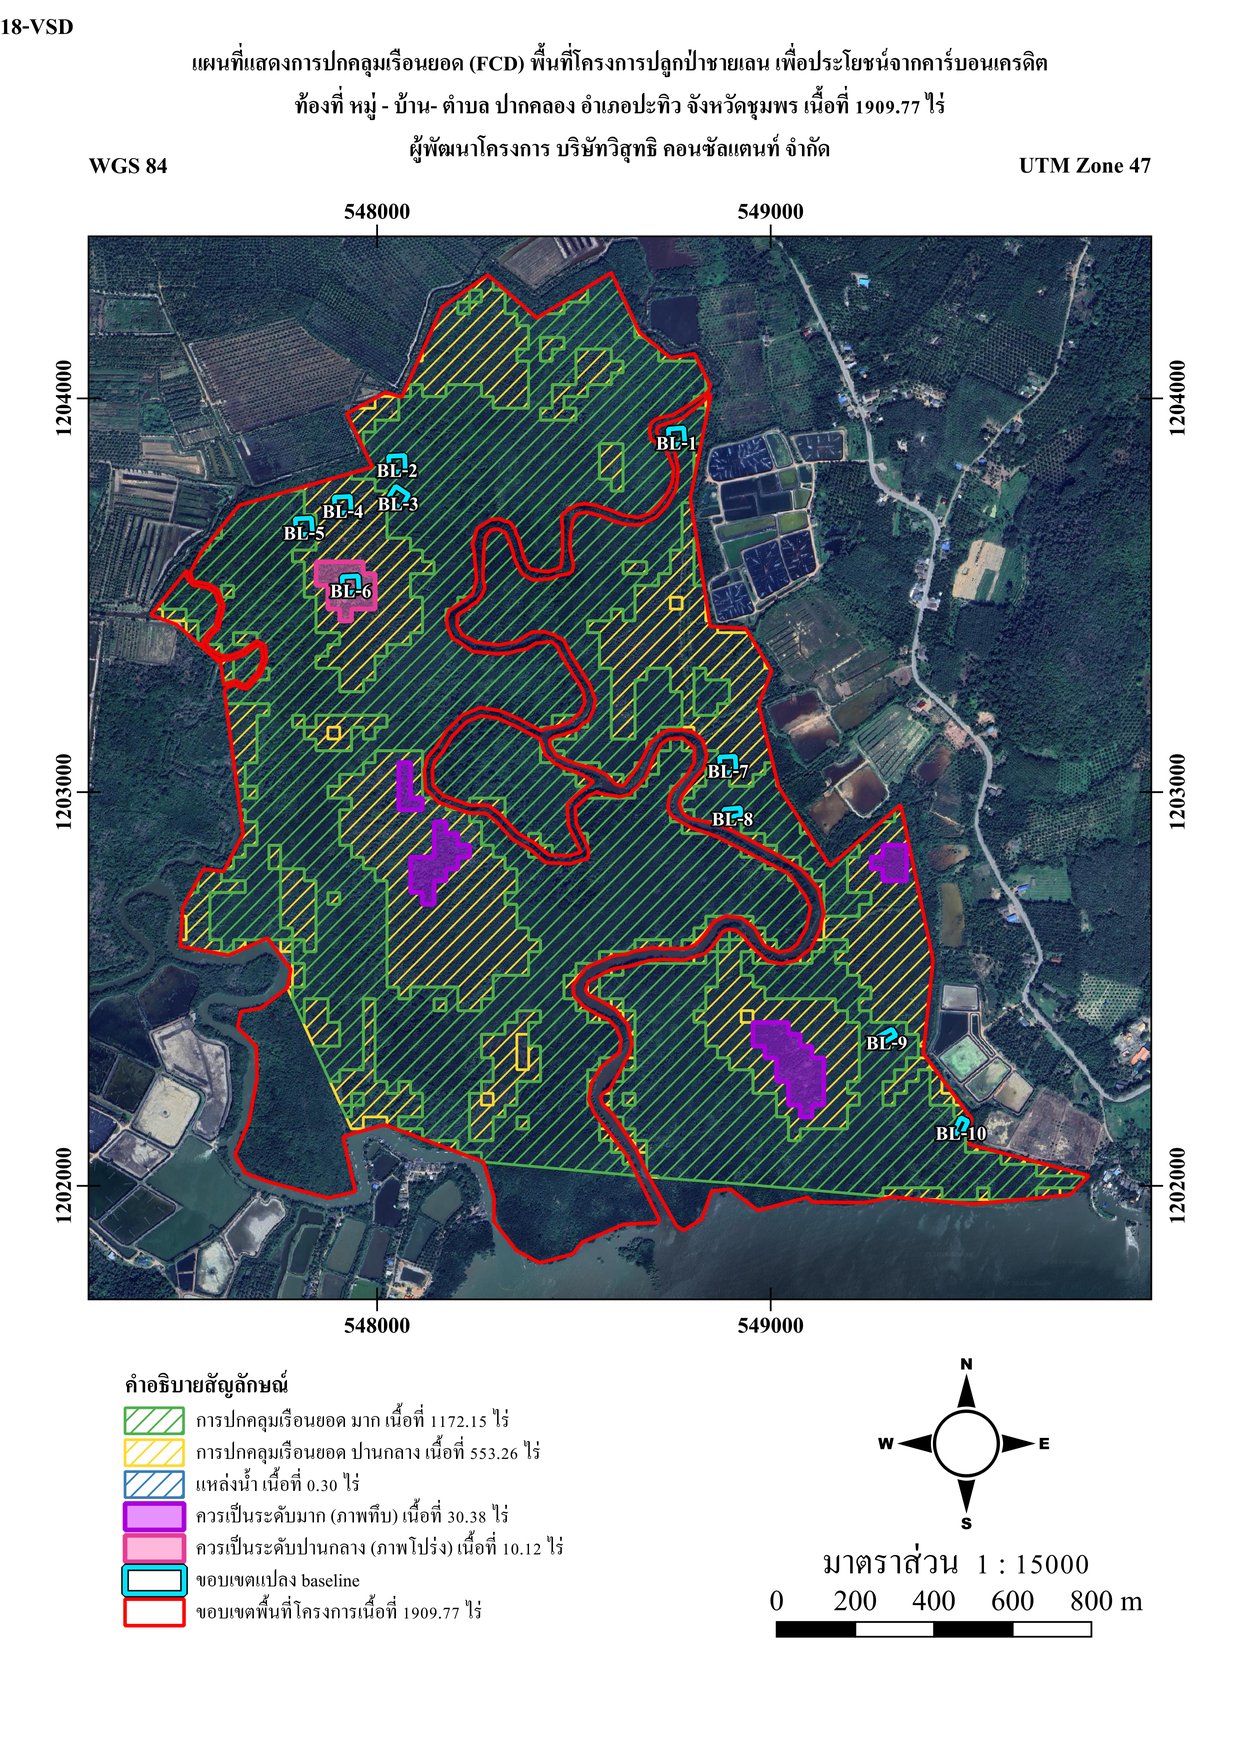 18-VSD
แผนที่แสดงการปกคลุมเรือนยอด (FCD) พื้นที่โครงการปลูกป่าชายเลน เพื่อประโยชน์จากคาร์บอนเครดิต
ท้องที่ หมู่ - บ้าน- ตำบล ปากคลอง อำเภอปะทิว จังหวัดชุมพร เนื้อที่ 1909.77 ไร่
ผู้พัฒนาโครงการ บริษัทวิสุทธิ คอนซัลแตนท์ จำกัด
WGS 84 UTM Zone 47
548000 549000
1204000 1204000
BL-1
BL-2
BL-3
BL-4
BL-5
BL-6
1203000 1203000
BL-7
BL-8
BL-9
BL-10
1202000 1202000
548000 549000
คำอธิบายสัญลักษณ์
การปกคลุมเรือนยอด มาก เนื้อที่ 1172.15 ไร่
การปกคลุมเรือนยอด ปานกลาง เนื้อที่ 553.26 ไร่
แหล่งน้ำ เนื้อที่ 0.30 ไร่
ควรเป็นระดับมาก (ภาพทึบ) เนื้อที่ 30.38 ไร่
ควรเป็นระดับปานกลาง (ภาพโปร่ง) เนื้อที่ 10.12 ไร่
ขอบเขตแปลง baseline
ขอบเขตพื้นที่โครงการเนื้อที่ 1909.77 ไร่
N
W E
S
มาตราส่วน 1 : 15000
0 200 400 600 800 m